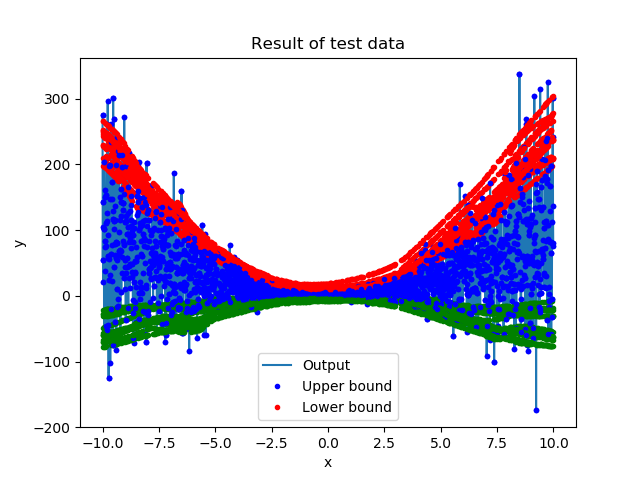 Result of test data
300
200
100
0
−100
−200
y
−10.0
−7.5
−5.0
−2.5
0.0
2.5
5.0
7.5
10.0
x
Output
Upper bound
Lower bound